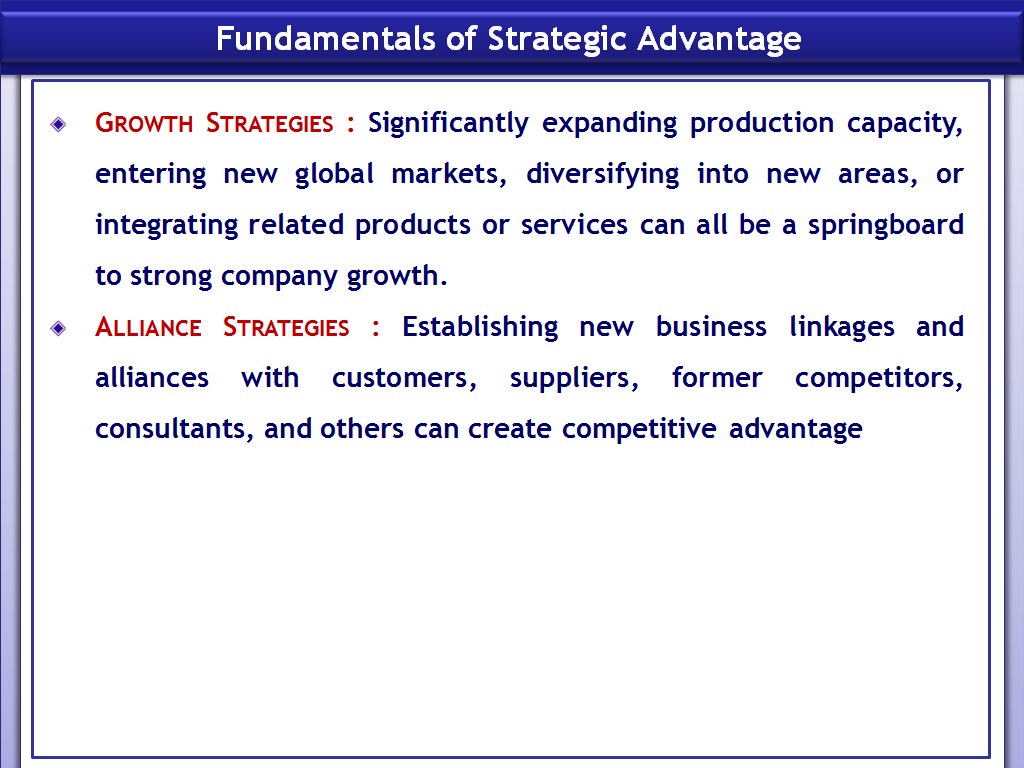 Fundamentals of Strategic Advantage
GROWTH STRATEGIES : Significantly expanding production capacity,
entering new global markets, diversifying into new areas, or
integrating related products or services can all be a springboard
to strong company growth.
ALLIANCE STRATEGIES : Establishing new business linkages and
alliances with customers, suppliers, former competitors,
consultants, and others can create competitive advantage